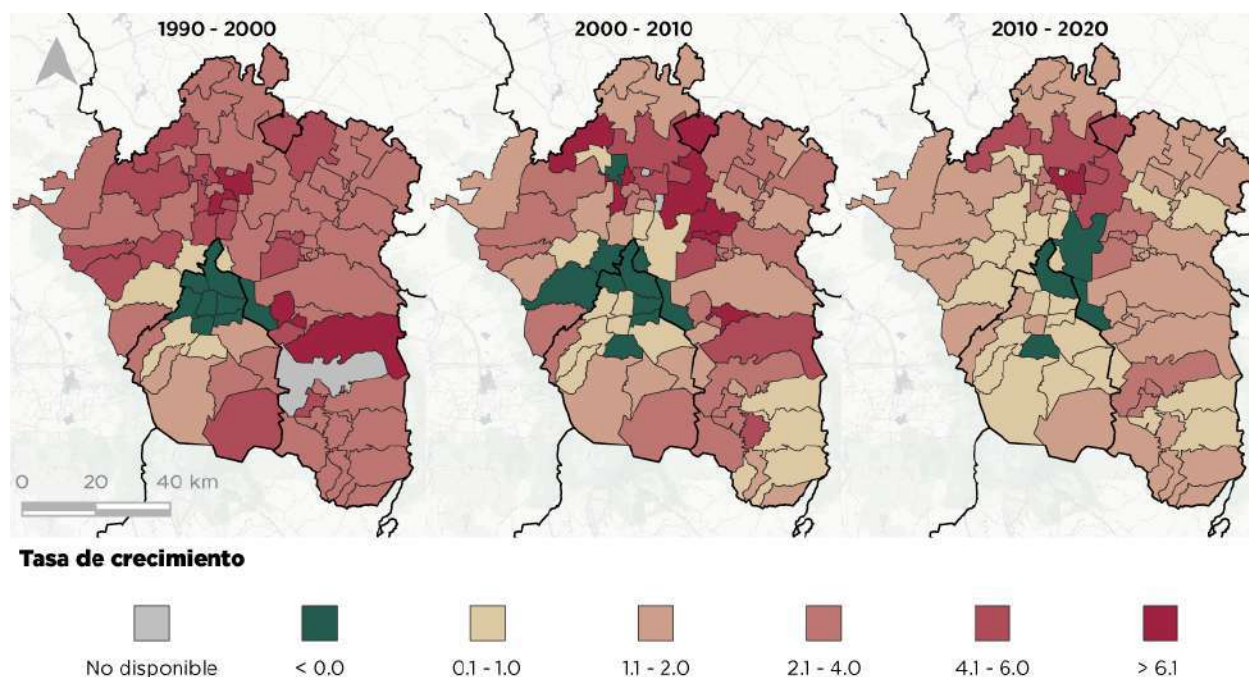 1990 - 2000
2000 - 2010
2010 - 2020
0 20 40 km
Tasa de crecimiento
No disponible
< 0.0
0.1 - 1.0
1.1 - 2.0
2.1 - 4.0
4.1 - 6.0
> 6.1